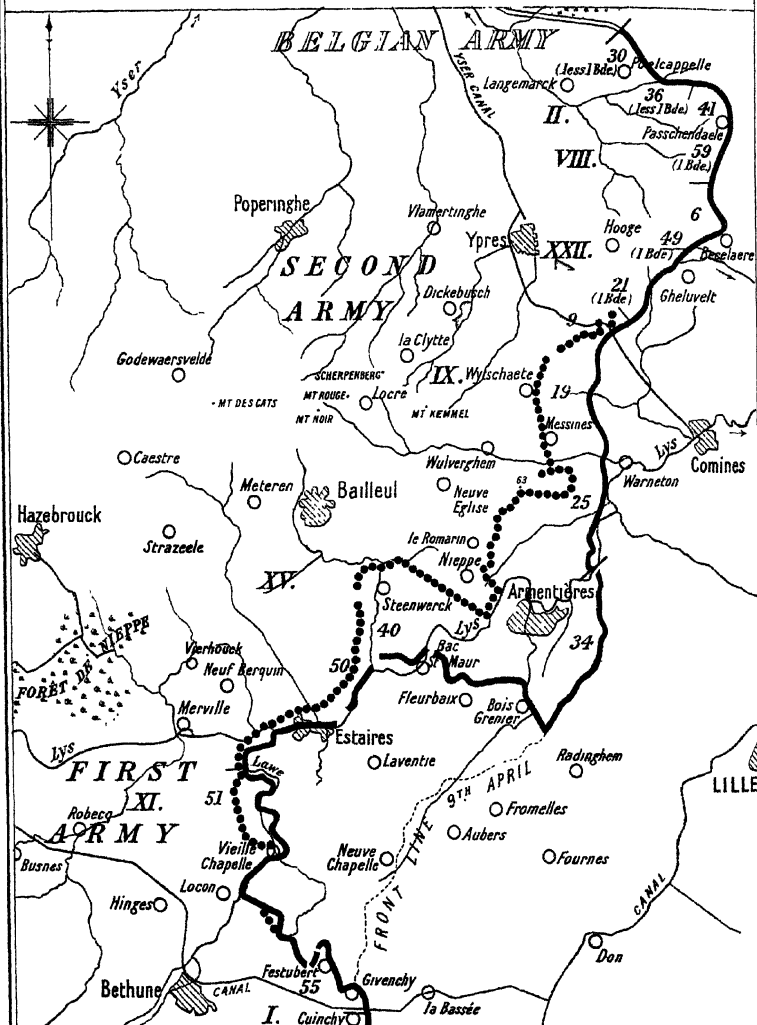 BELGIAN ARMY
Yser
YSER CANAL
30
(less 1 Bde.)
Poelcappelle
Langemarck
36
(less 1 Bde.)
41
II.
Passchendaele
VIII.
59
(1 Bde.)
Poperinghe
Vlamertinghe
6
Ypres
XXII.
Hooge
49
(1 Bde)
Beselaere
SECOND
ARMY
Dickebusch
21
(1 Bde)
Gheluvelt
9
la Clytte
Godewaersvelde
SCHERPENBERG
IX.
Wytschaete
MT DES CATS
MT ROUGE
Locre
19
MT NOIR
MT KEMMEL
Messines
Lys
Comines
Caestre
Wulverghem
Warneton
Meteren
Bailleul
Neuve
Eglise
63
25
Hazebrouck
Strazeele
le Romarin
Nieppe
XV.
Steenwerck
Armentières
Lys
40
34
FORÊT DE NIEPPE
Vierhouck
Neuf Berquin
50
Bac
St Maur
Merville
Fleurbaix
Bois
Grenier
Lys
Estaires
Laventie
Radinghem
FIRST
Lawe
LILLE
XI.
51
FRONT LINE 9TH APRIL
Robecq
ARMY
Fromelles
Aubers
Busnes
Vieille
Chapelle
Neuve
Chapelle
Fournes
Locon
Hinges
CANAL
Don
Festubert
55
Givenchy
Bethune
CANAL
la Bassée
I.
Cuinchy